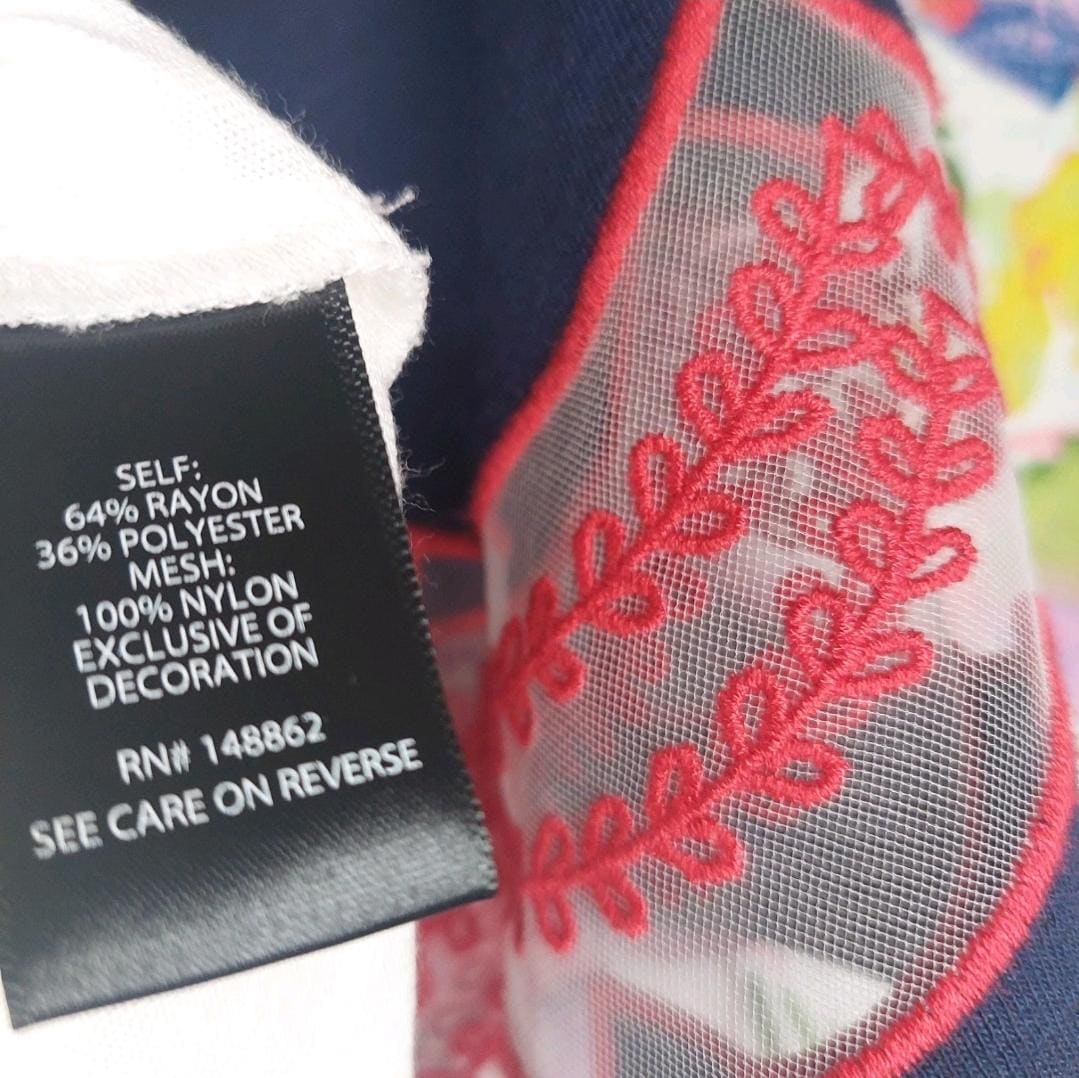 SELF:
64% RAYON
36% POLYESTER
MESH:
100% NYLON
EXCLUSIVE OF
DECORATION
RN# 148862
SEE CARE ON REVERSE